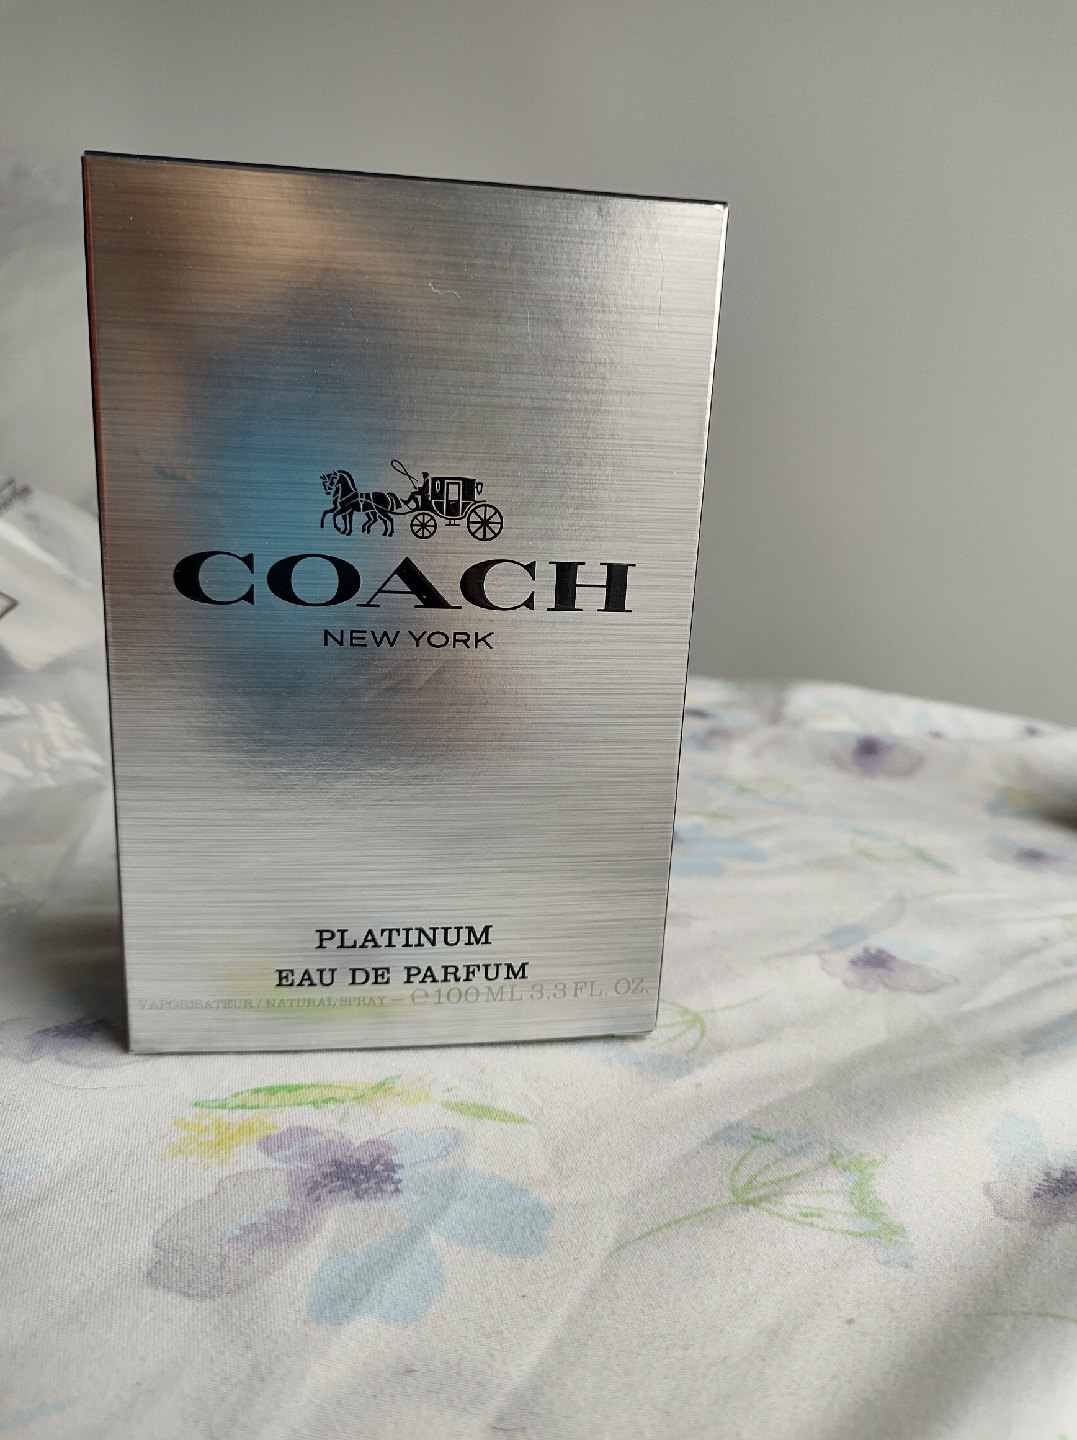 COACH
NEW YORK
PLATINUM
EAU DE PARFUM
VAPORISATEUR / NATURAL SPRAY – ℮100 ML 3.3 FL. OZ.